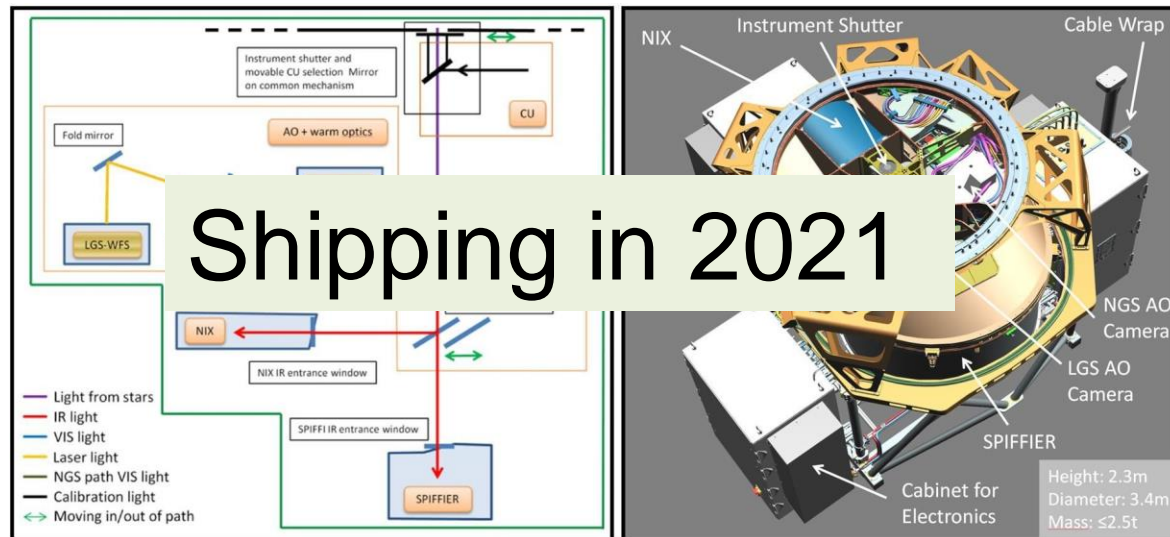 Instrument shutter and
movable CU selection Mirror
on common mechanism
CU
Fold mirror
AO + warm optics
LGS-WFS
Shipping in 2021
NIX
NIX IR entrance window
SPIFFI IR entrance window
SPIFFIER
Light from stars
IR light
VIS light
Laser light
NGS path VIS light
Calibration light
Moving in/out of path
NIX
Instrument Shutter
Cable Wrap
NGS AO
Camera
LGS AO
Camera
SPIFFIER
Cabinet for
Electronics
Height: 2.3m
Diameter: 3.4m
Mass: ≤2.5t